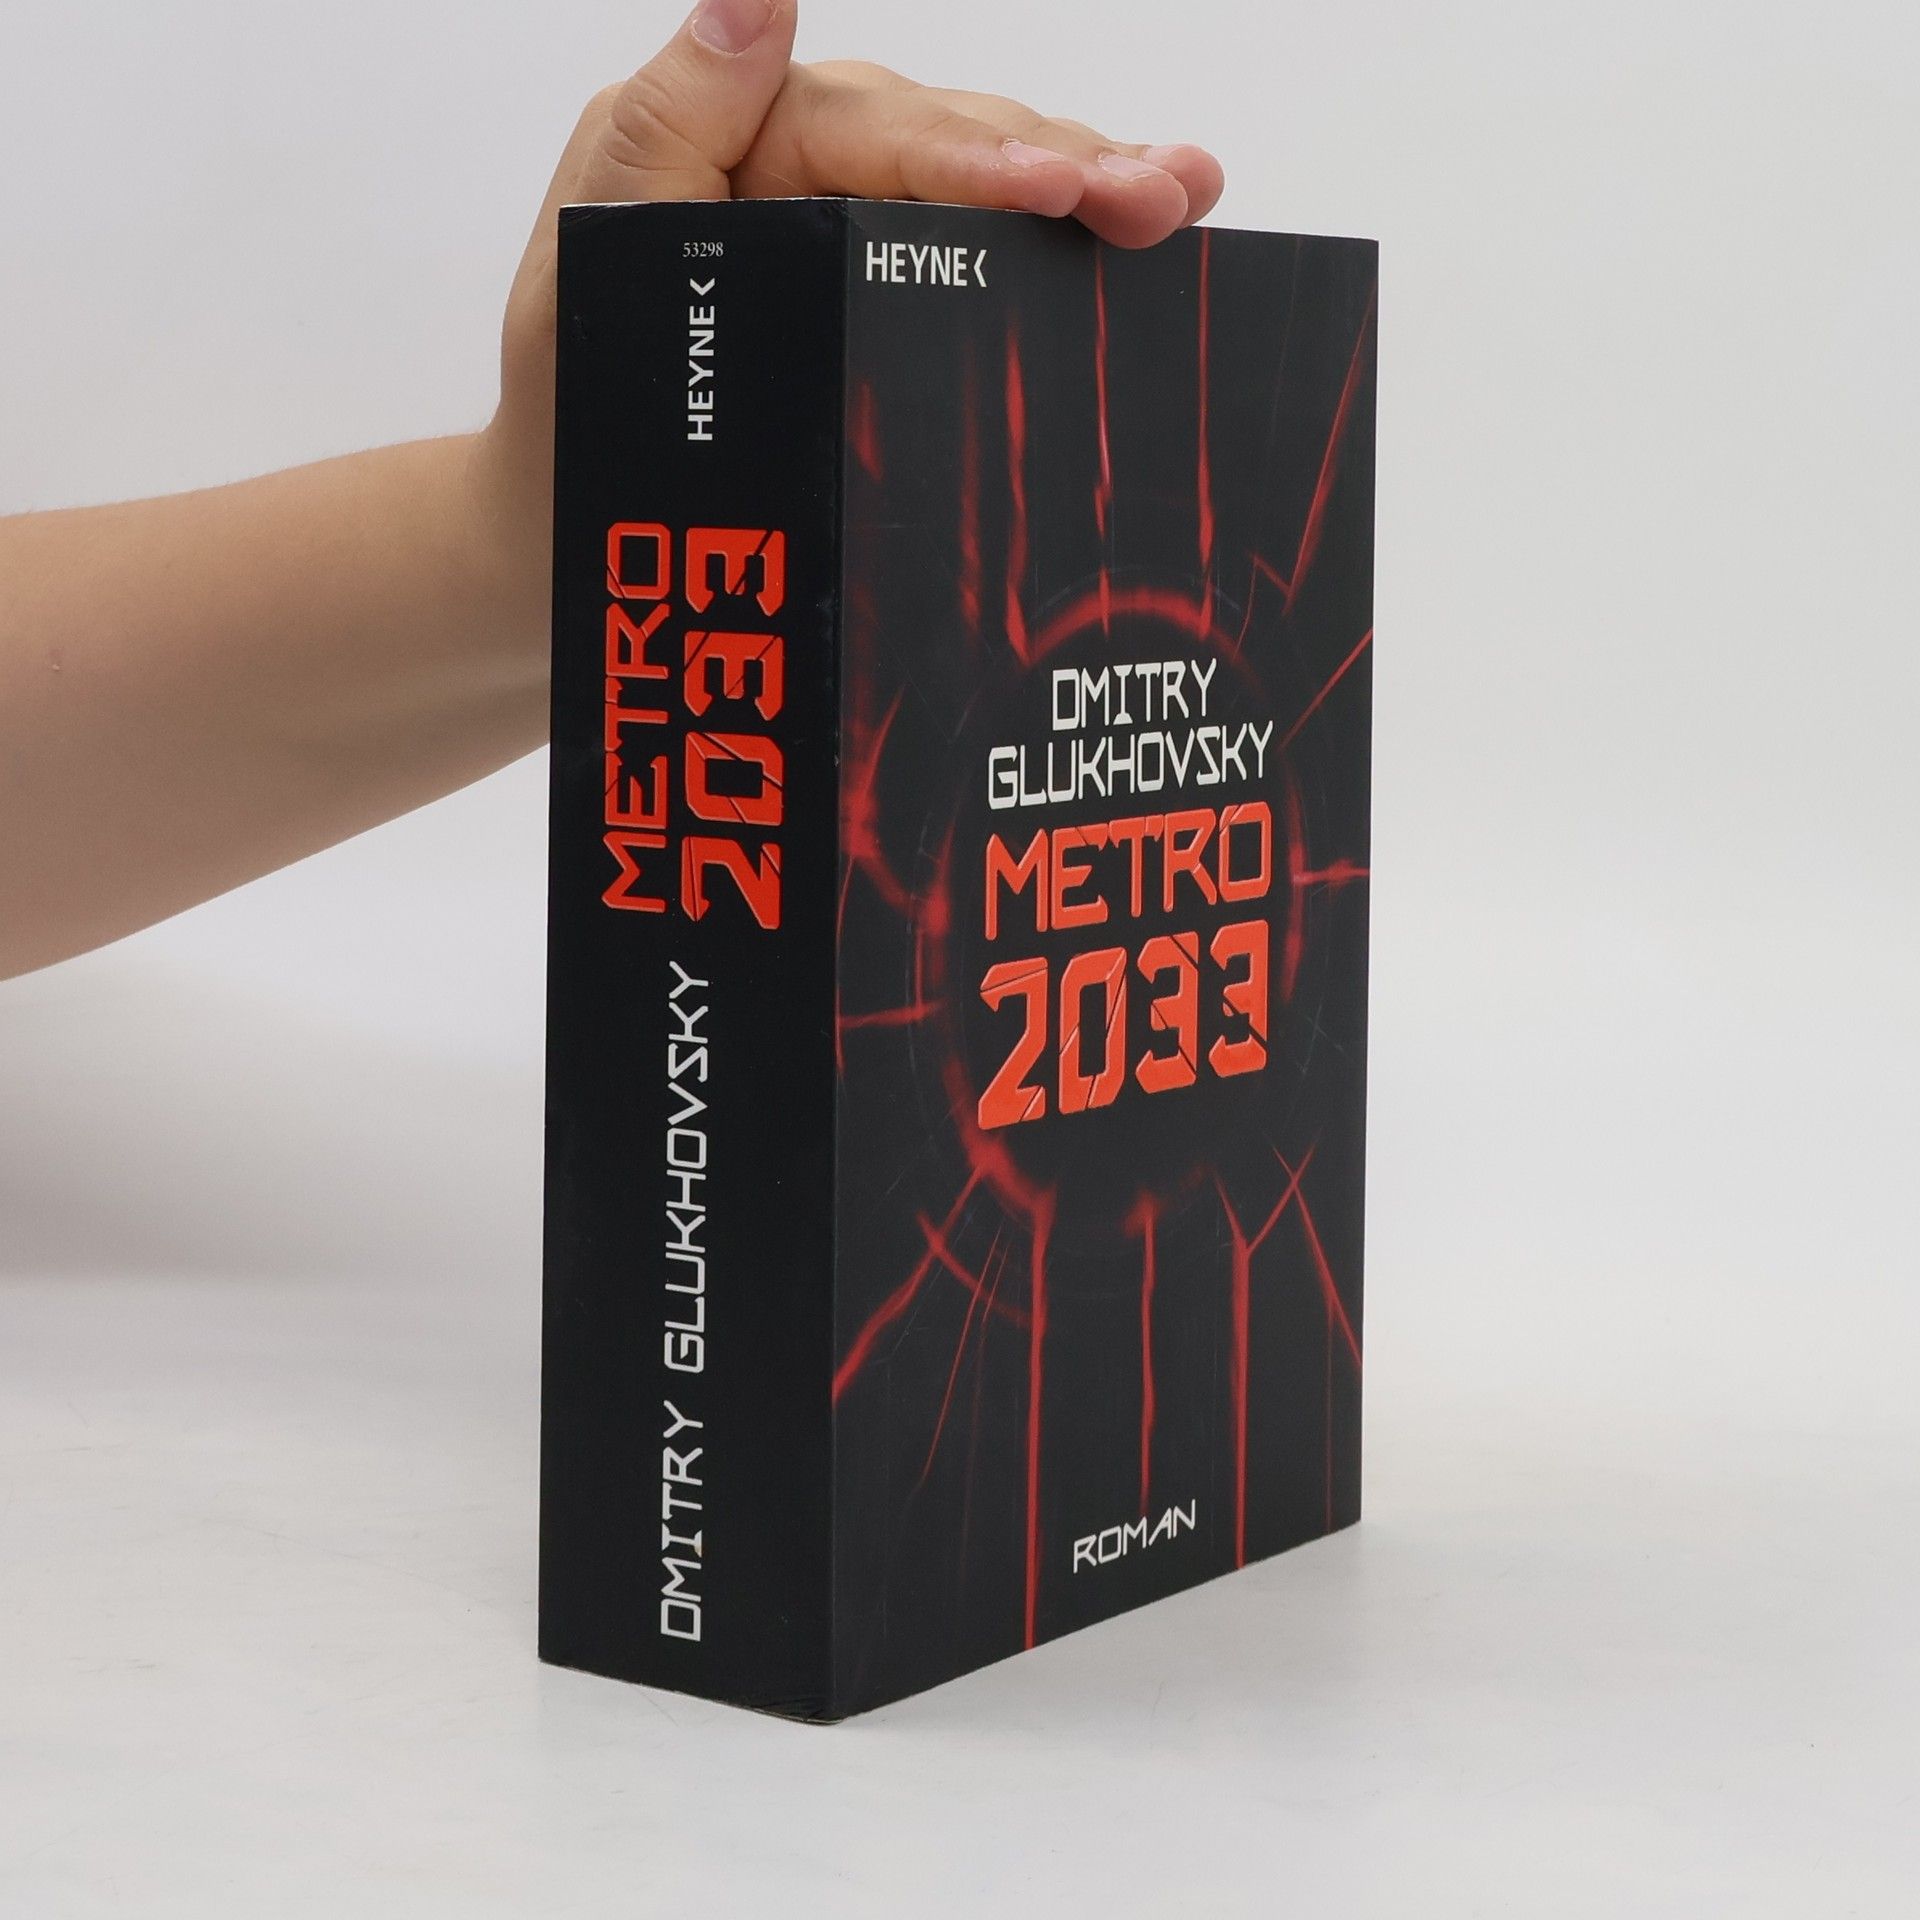 53298
HEYNE<
METRO
2033
DMITRY GLUKHOVSKY
HEYNE<
DMITRY
GLUKHOVSKY
METRO
2033
ROMAN